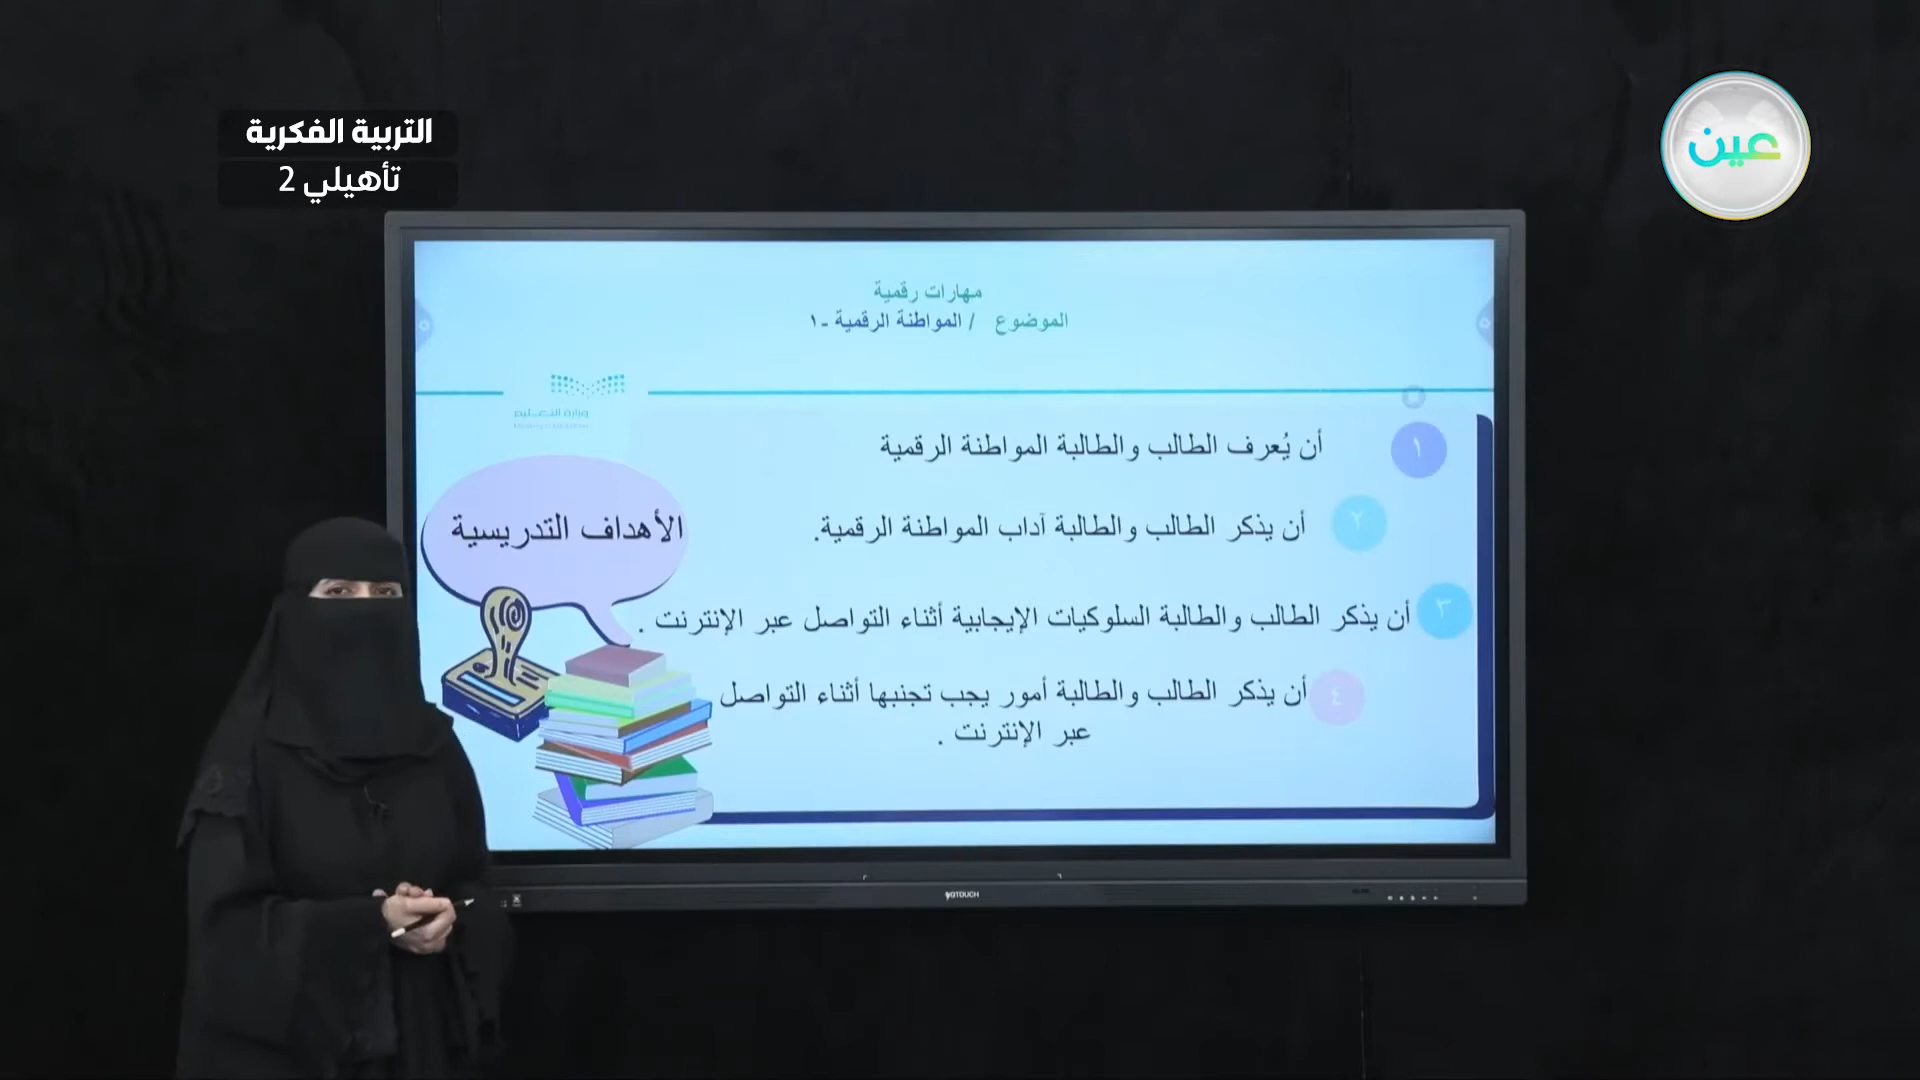 التربية الفكرية
تأهيلي 2
عين
مهارات رقمية
الموضوع / المواطنة الرقمية -١
وزارة التعليم
١ أن يُعرف الطالب والطالبة المواطنة الرقمية
٢ أن يذكر الطالب والطالبة آداب المواطنة الرقمية.
الأهداف التدريسية
٣ أن يذكر الطالب والطالبة السلوكيات الإيجابية أثناء التواصل عبر الإنترنت .
٤ أن يذكر الطالب والطالبة أمور يجب تجنبها أثناء التواصل
عبر الإنترنت .